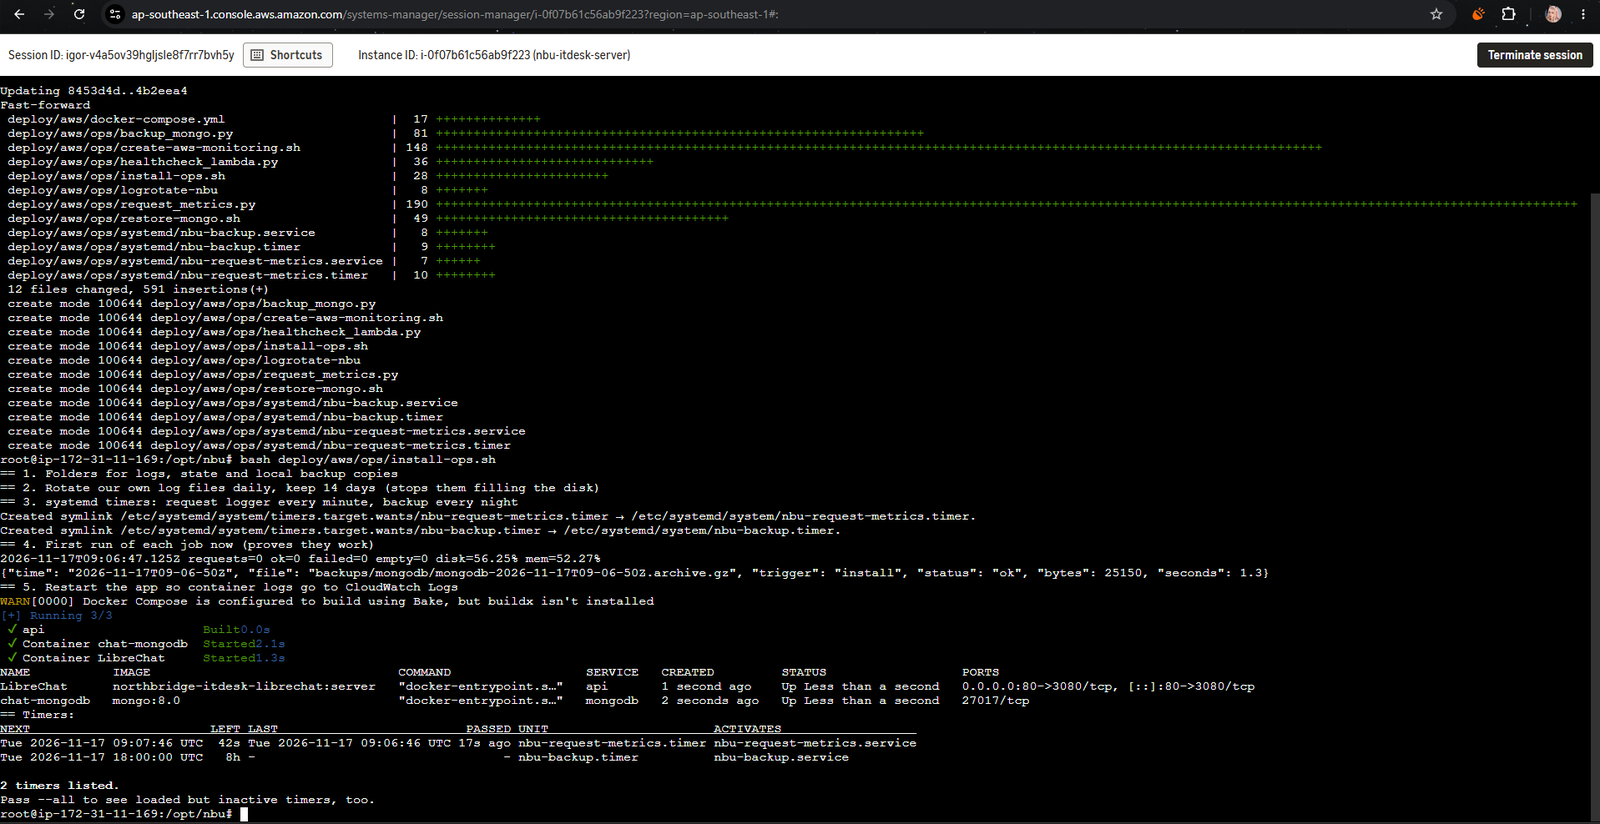 ap-southeast-1.console.aws.amazon.com/systems-manager/session-manager/i-0f07b61c56ab9f223?region=ap-southeast-1#:
Session ID: igor-v4a5ov39hgljsle8f7rr7bvh5y Shortcuts Instance ID: i-0f07b61c56ab9f223 (nbu-itdesk-server) Terminate session
Updating 8453d4d..4b2eea4
Fast-forward
deploy/aws/docker-compose.yml | 17 ++++++++++++++
deploy/aws/ops/backup_mongo.py | 81 +++++++++++++++++++++++++++++++++++++++++++++++++++++++++++++++++
deploy/aws/ops/create-aws-monitoring.sh | 148 ++++++++++++++++++++++++++++++++++++++++++++++++++++++++++++++++++++++++++++++++++++++++++++++++++++++++++++++++++++++
deploy/aws/ops/healthcheck_lambda.py | 36 +++++++++++++++++++++++++++++
deploy/aws/ops/install-ops.sh | 28 +++++++++++++++++++++++
deploy/aws/ops/logrotate-nbu | 8 +++++++
deploy/aws/ops/request_metrics.py | 190 ++++++++++++++++++++++++++++++++++++++++++++++++++++++++++++++++++++++++++++++++++++++++++++++++++++++++++++++++++++++++++++++++++++++++++++++++++++++++
deploy/aws/ops/restore-mongo.sh | 49 +++++++++++++++++++++++++++++++++++++++
deploy/aws/ops/systemd/nbu-backup.service | 8 +++++++
deploy/aws/ops/systemd/nbu-backup.timer | 9 ++++++++
deploy/aws/ops/systemd/nbu-request-metrics.service | 7 ++++++
deploy/aws/ops/systemd/nbu-request-metrics.timer | 10 ++++++++
12 files changed, 591 insertions(+)
create mode 100644 deploy/aws/ops/backup_mongo.py
create mode 100644 deploy/aws/ops/create-aws-monitoring.sh
create mode 100644 deploy/aws/ops/healthcheck_lambda.py
create mode 100644 deploy/aws/ops/install-ops.sh
create mode 100644 deploy/aws/ops/logrotate-nbu
create mode 100644 deploy/aws/ops/request_metrics.py
create mode 100644 deploy/aws/ops/restore-mongo.sh
create mode 100644 deploy/aws/ops/systemd/nbu-backup.service
create mode 100644 deploy/aws/ops/systemd/nbu-backup.timer
create mode 100644 deploy/aws/ops/systemd/nbu-request-metrics.service
create mode 100644 deploy/aws/ops/systemd/nbu-request-metrics.timer
root@ip-172-31-11-169:/opt/nbu# bash deploy/aws/ops/install-ops.sh
== 1. Folders for logs, state and local backup copies
== 2. Rotate our own log files daily, keep 14 days (stops them filling the disk)
== 3. systemd timers: request logger every minute, backup every night
Created symlink /etc/systemd/system/timers.target.wants/nbu-request-metrics.timer → /etc/systemd/system/nbu-request-metrics.timer.
Created symlink /etc/systemd/system/timers.target.wants/nbu-backup.timer → /etc/systemd/system/nbu-backup.timer.
== 4. First run of each job now (proves they work)
2026-11-17T09:06:47.125Z requests=0 ok=0 failed=0 empty=0 disk=56.25% mem=52.27%
{"time": "2026-11-17T09-06-50Z", "file": "backups/mongodb/mongodb-2026-11-17T09-06-50Z.archive.gz", "trigger": "install", "status": "ok", "bytes": 25150, "seconds": 1.3}
== 5. Restart the app so container logs go to CloudWatch Logs
WARN[0000] Docker Compose is configured to build using Bake, but buildx isn't installed
[+] Running 3/3
✓ api Built0.0s
✓ Container chat-mongodb Started2.1s
✓ Container LibreChat Started1.3s
NAME IMAGE COMMAND SERVICE CREATED STATUS PORTS
LibreChat northbridge-itdesk-librechat:server "docker-entrypoint.s…" api 1 second ago Up Less than a second 0.0.0.0:80->3080/tcp, [::]:80->3080/tcp
chat-mongodb mongo:8.0 "docker-entrypoint.s…" mongodb 2 seconds ago Up Less than a second 27017/tcp
== Timers:
NEXT LEFT LAST PASSED UNIT ACTIVATES
Tue 2026-11-17 09:07:46 UTC 42s Tue 2026-11-17 09:06:46 UTC 17s ago nbu-request-metrics.timer nbu-request-metrics.service
Tue 2026-11-17 18:00:00 UTC 8h - - nbu-backup.timer nbu-backup.service
2 timers listed.
Pass --all to see loaded but inactive timers, too.
root@ip-172-31-11-169:/opt/nbu#